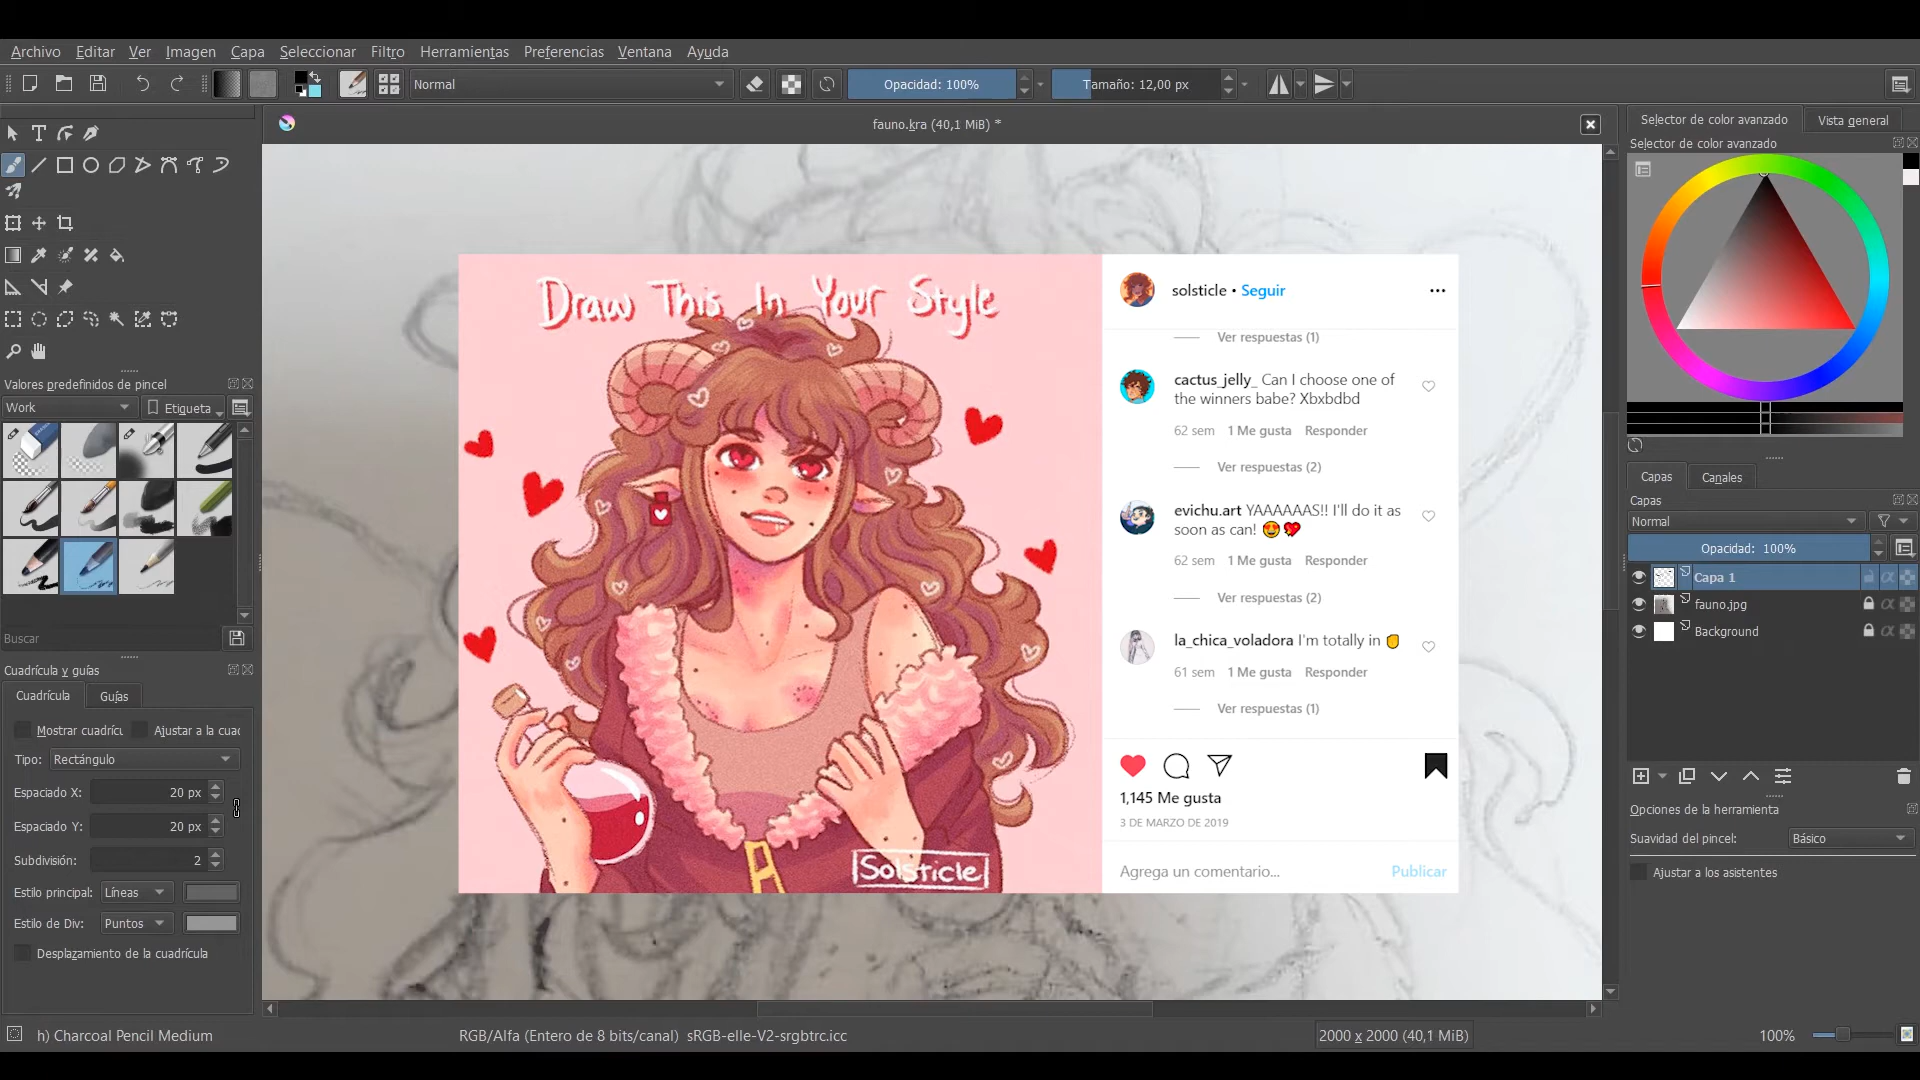 Archivo Editar Ver Imagen Capa Seleccionar Filtro Herramientas Preferencias Ventana Ayuda
Normal
Opacidad: 100%
Tamaño: 12,00 px
fauno.kra (40,1 MiB) *
Selector de color avanzado
Vista general
Selector de color avanzado
Valores predefinidos de pincel
Work
Etiqueta
Buscar
Cuadrícula y guías
Cuadrícula
Guías
Mostrar cuadrícu
Ajustar a la cuad
Tipo: Rectángulo
Espaciado X: 20 px
Espaciado Y: 20 px
Subdivisión: 2
Estilo principal: Líneas
Estilo de Div: Puntos
Desplazamiento de la cuadrícula
Draw This In Your Style
Solsticle
solsticle • Seguir
Ver respuestas (1)
cactus_jelly_ Can I choose one of
the winners babe? Xbxbdbd
62 sem 1 Me gusta Responder
Ver respuestas (2)
evichu.art YAAAAAAS!! I'll do it as
soon as can! 😍💖
62 sem 1 Me gusta Responder
Ver respuestas (2)
la_chica_voladora I'm totally in
61 sem 1 Me gusta Responder
Ver respuestas (1)
1,145 Me gusta
3 DE MARZO DE 2019
Agrega un comentario...
Publicar
Capas
Canales
Capas
Normal
Opacidad: 100%
Capa 1
fauno.jpg
Background
Opciones de la herramienta
Suavidad del pincel: Básico
Ajustar a los asistentes
h) Charcoal Pencil Medium
RGB/Alfa (Entero de 8 bits/canal) sRGB-elle-V2-srgbtrc.icc
2000 x 2000 (40,1 MiB)
100%